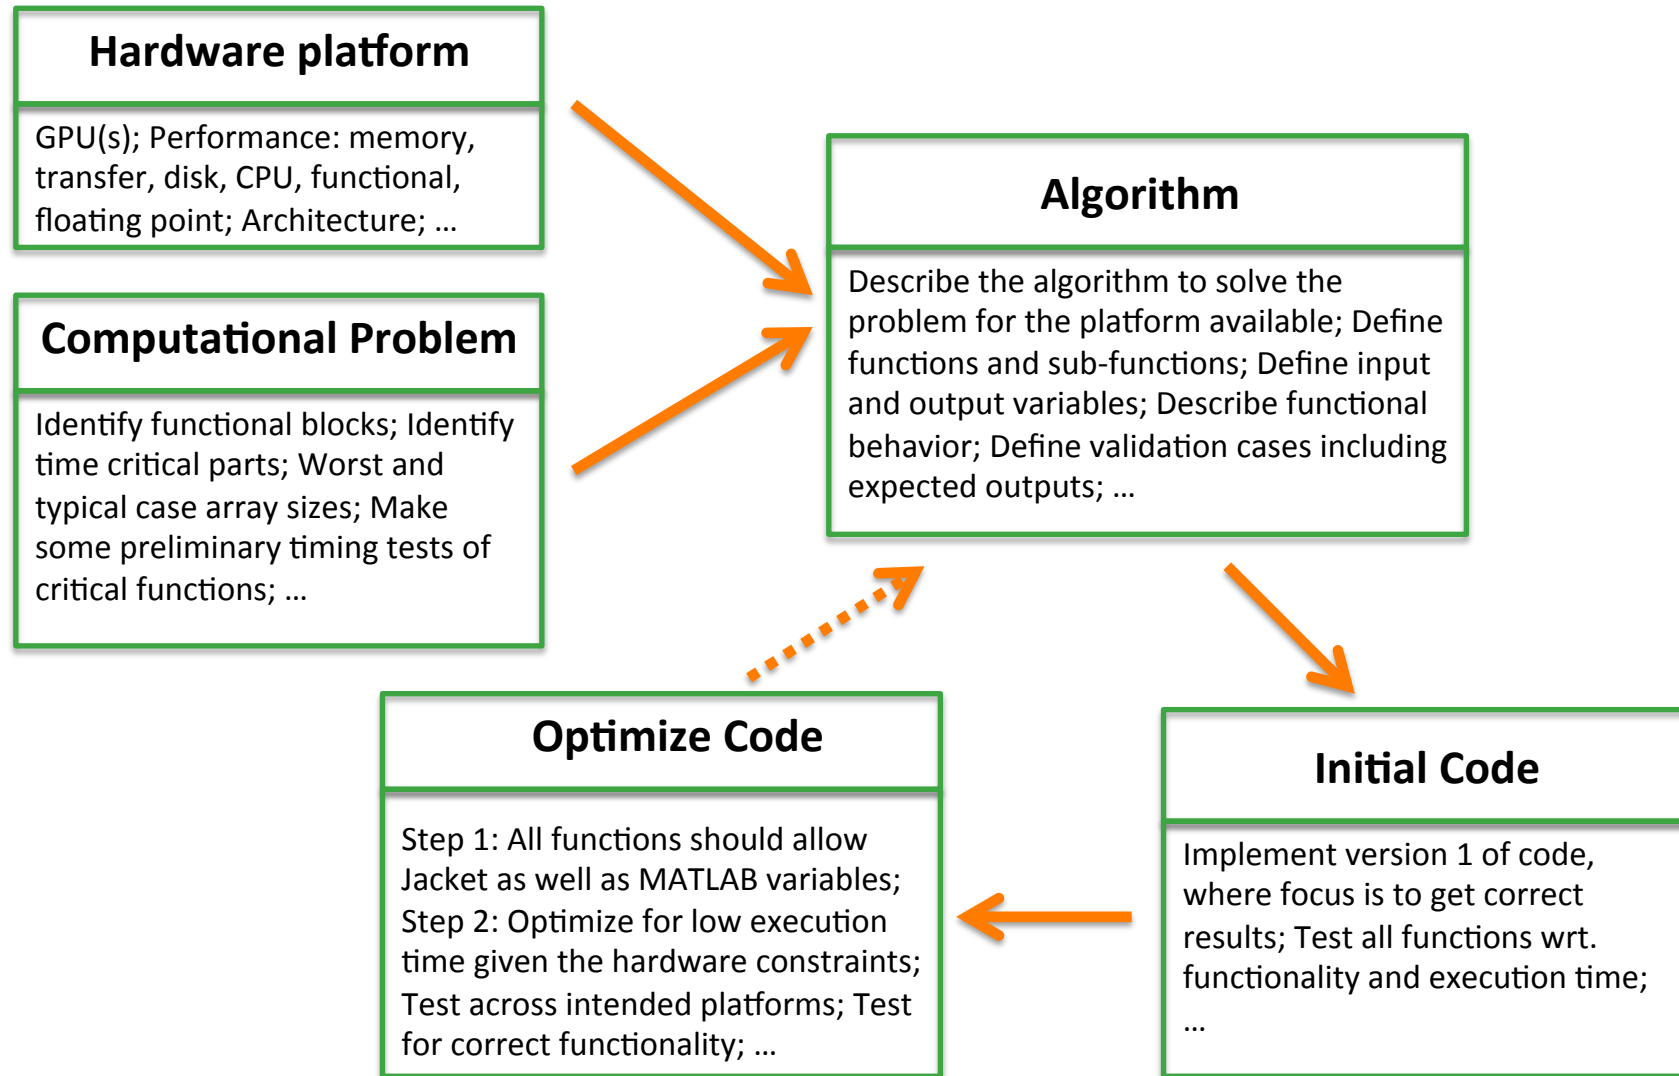 Hardware platform
GPU(s); Performance: memory,
transfer, disk, CPU, functional,
floating point; Architecture; …
Computational Problem
Identify functional blocks; Identify
time critical parts; Worst and
typical case array sizes; Make
some preliminary timing tests of
critical functions; …
Algorithm
Describe the algorithm to solve the
problem for the platform available; Define
functions and sub-functions; Define input
and output variables; Describe functional
behavior; Define validation cases including
expected outputs; …
Optimize Code
Step 1: All functions should allow
Jacket as well as MATLAB variables;
Step 2: Optimize for low execution
time given the hardware constraints;
Test across intended platforms; Test
for correct functionality; …
Initial Code
Implement version 1 of code,
where focus is to get correct
results; Test all functions wrt.
functionality and execution time;
…